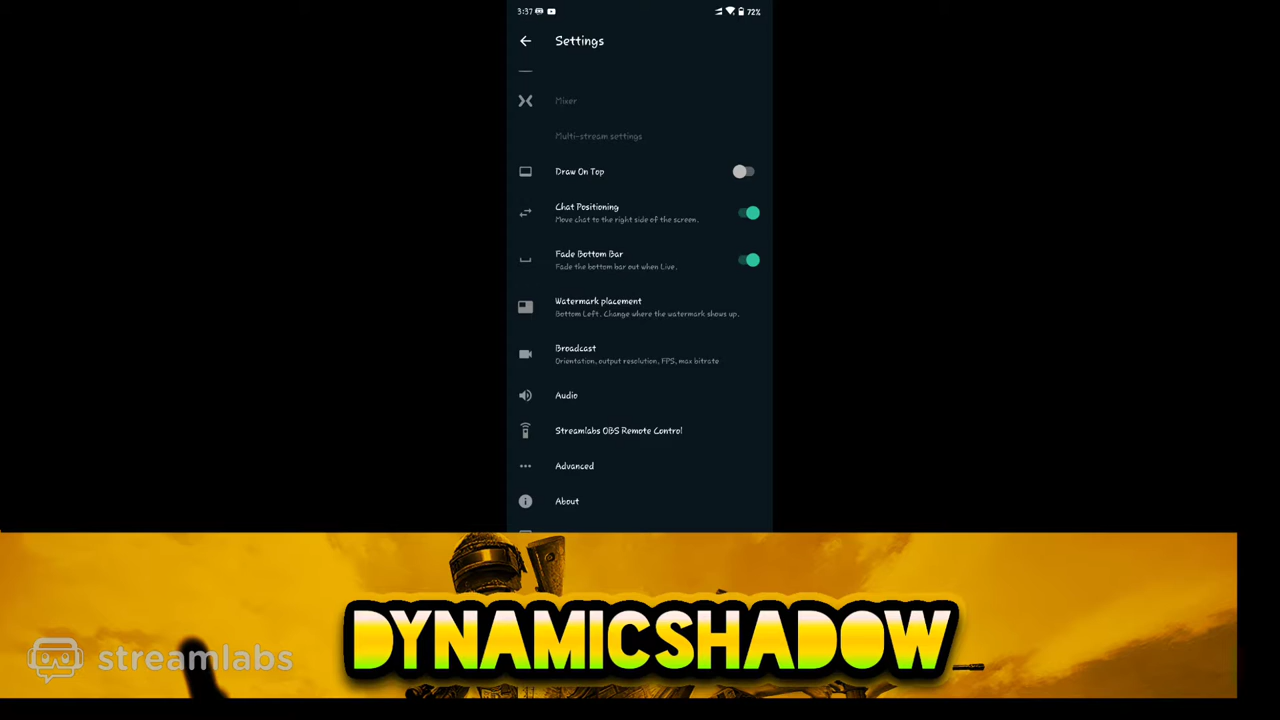 3:37
72%
Settings
Mixer
Multi-stream settings
Draw On Top
Chat Positioning
Move chat to the right side of the screen.
Fade Bottom Bar
Fade the bottom bar out when Live.
Watermark placement
Bottom Left. Change where the watermark shows up.
Broadcast
Orientation, output resolution, FPS, max bitrate
Audio
Streamlabs OBS Remote Control
Advanced
About
DYNAMICSHADOW
streamlabs